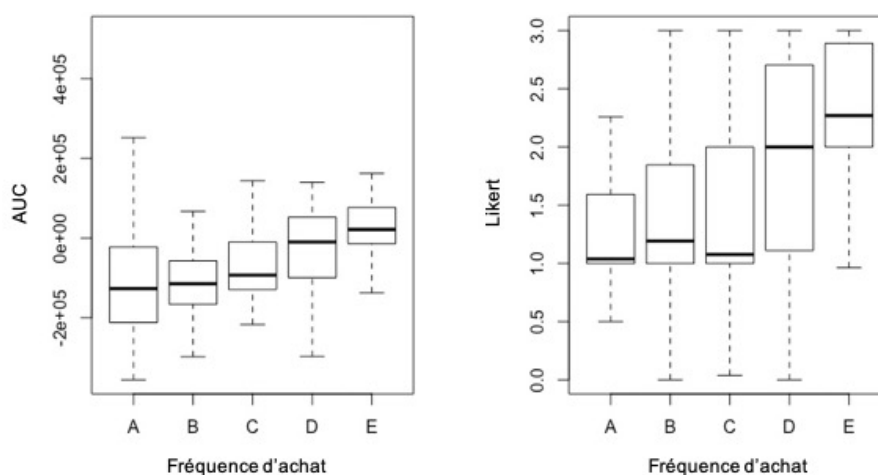 AUC
4e+05
2e+05
0e+00
-2e+05
A B C D E
Fréquence d'achat
Likert
3.0
2.5
2.0
1.5
1.0
0.5
0.0
A B C D E
Fréquence d'achat